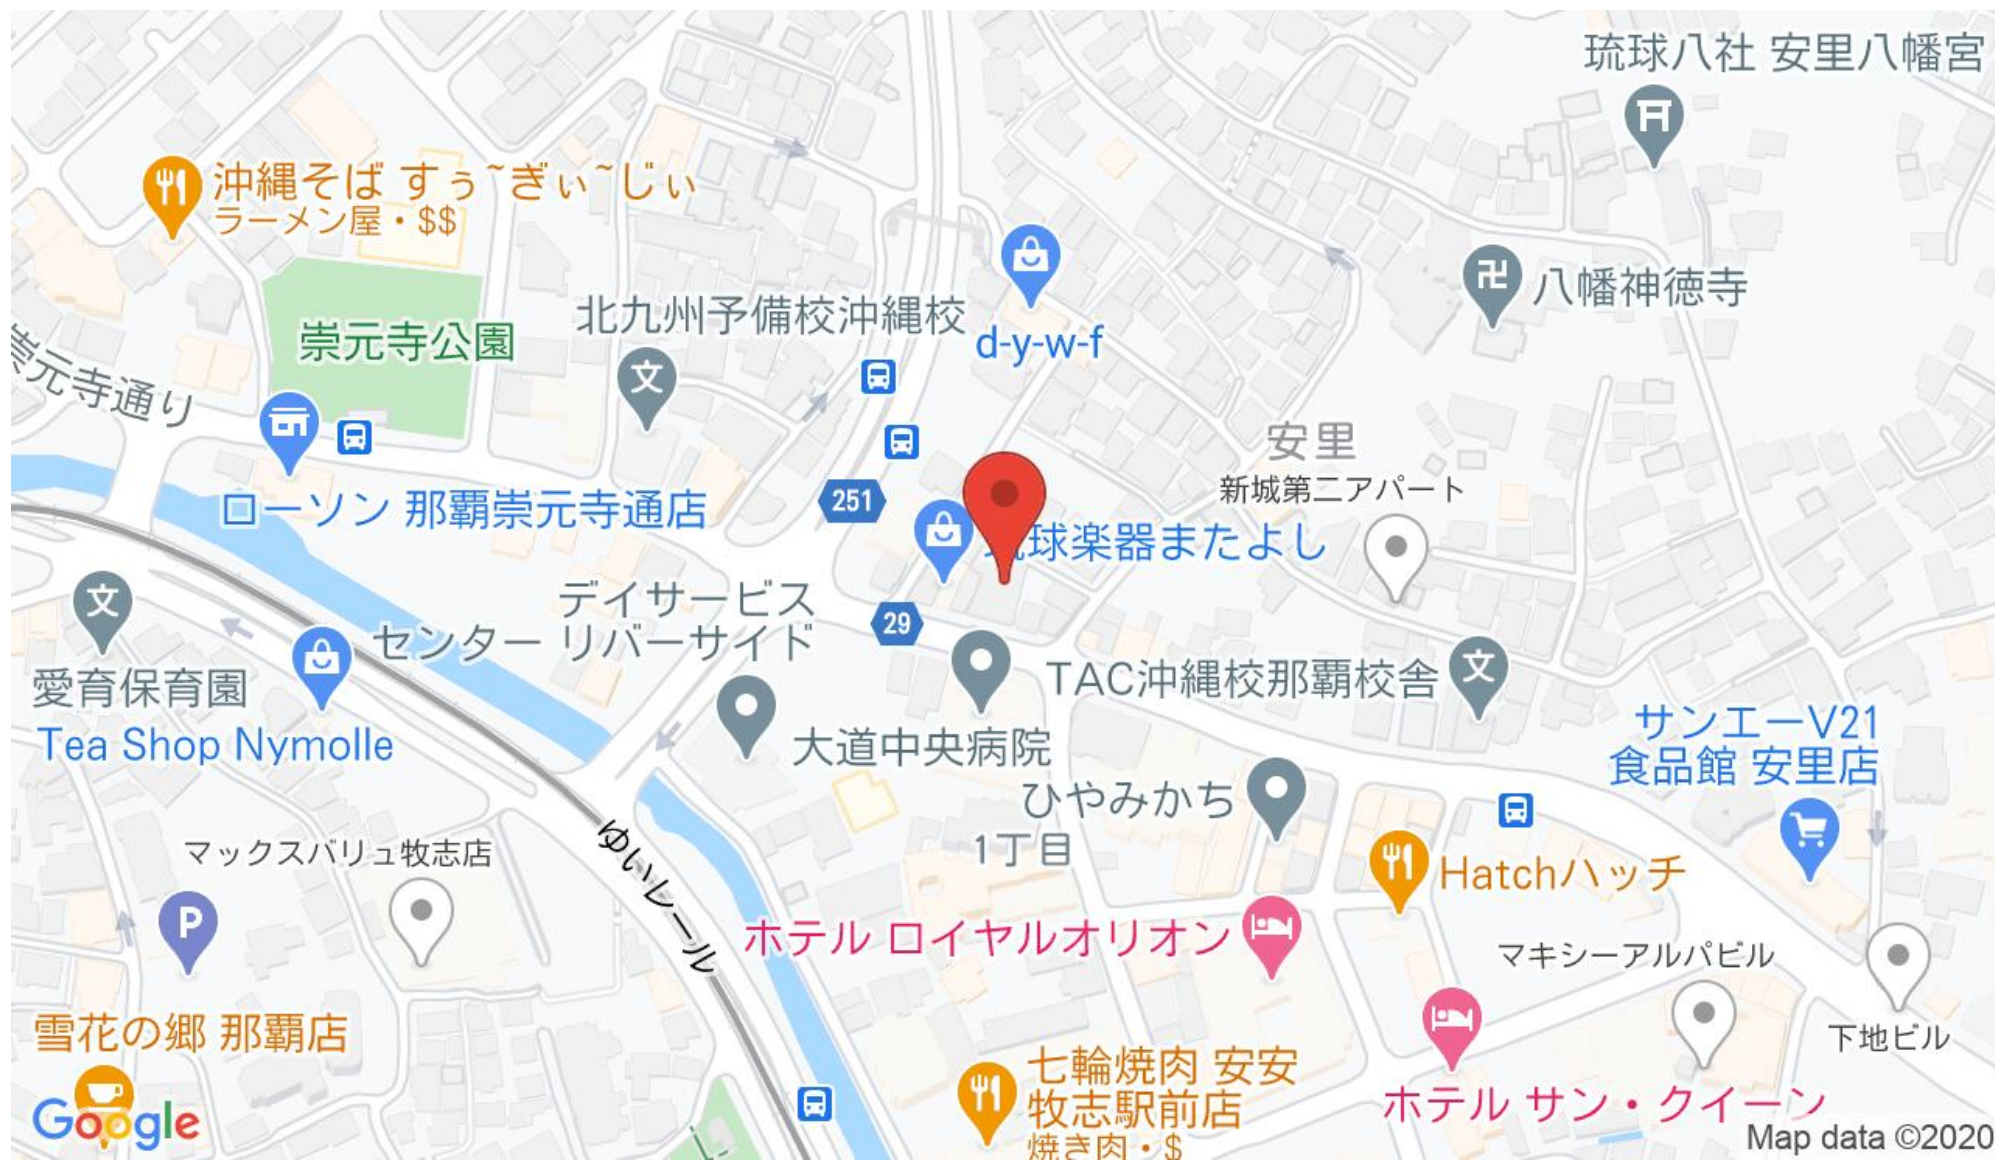 琉球八社 安里八幡宮
沖縄そば すぅ~ぎぃ~じぃ
ラーメン屋・$$
八幡神徳寺
北九州予備校沖縄校
崇元寺公園
d-y-w-f
崇元寺通り
安里
新城第二アパート
251
ローソン 那覇崇元寺通店
球楽器またよし
デイサービス
センター リバーサイド
29
愛育保育園
TAC沖縄校那覇校舎
Tea Shop Nymolle
大道中央病院
サンエーV21
食品館 安里店
ひやみかち
1丁目
マックスバリュ牧志店
ゆいレール
P
Hatchハッチ
ホテル ロイヤルオリオン
マキシーアルパビル
雪花の郷 那覇店
下地ビル
七輪焼肉 安安
牧志駅前店
焼き肉・$
ホテル サン・クイーン
Google
Map data ©2020